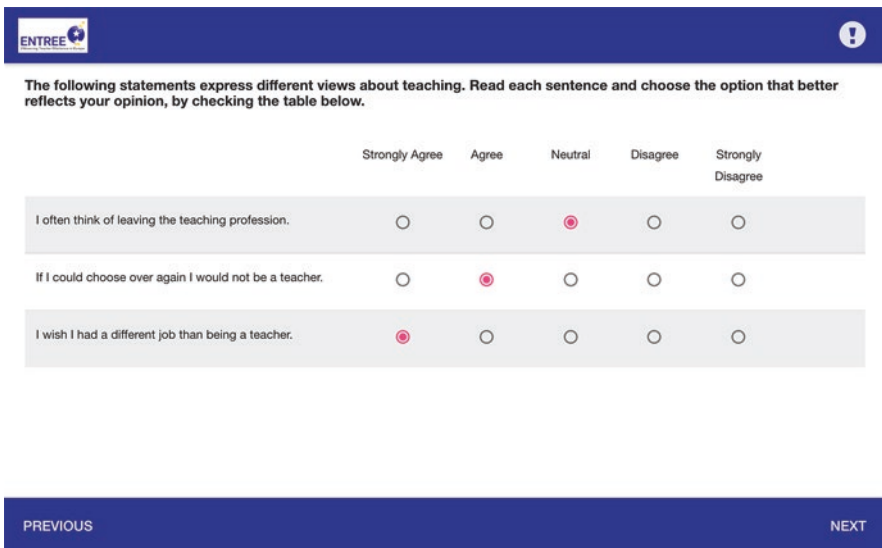 ENTREE
The following statements express different views about teaching. Read each sentence and choose the option that better
reflects your opinion, by checking the table below.
Strongly Agree Agree Neutral Disagree Strongly
Disagree
I often think of leaving the teaching profession.
If I could choose over again I would not be a teacher.
I wish I had a different job than being a teacher.
PREVIOUS NEXT